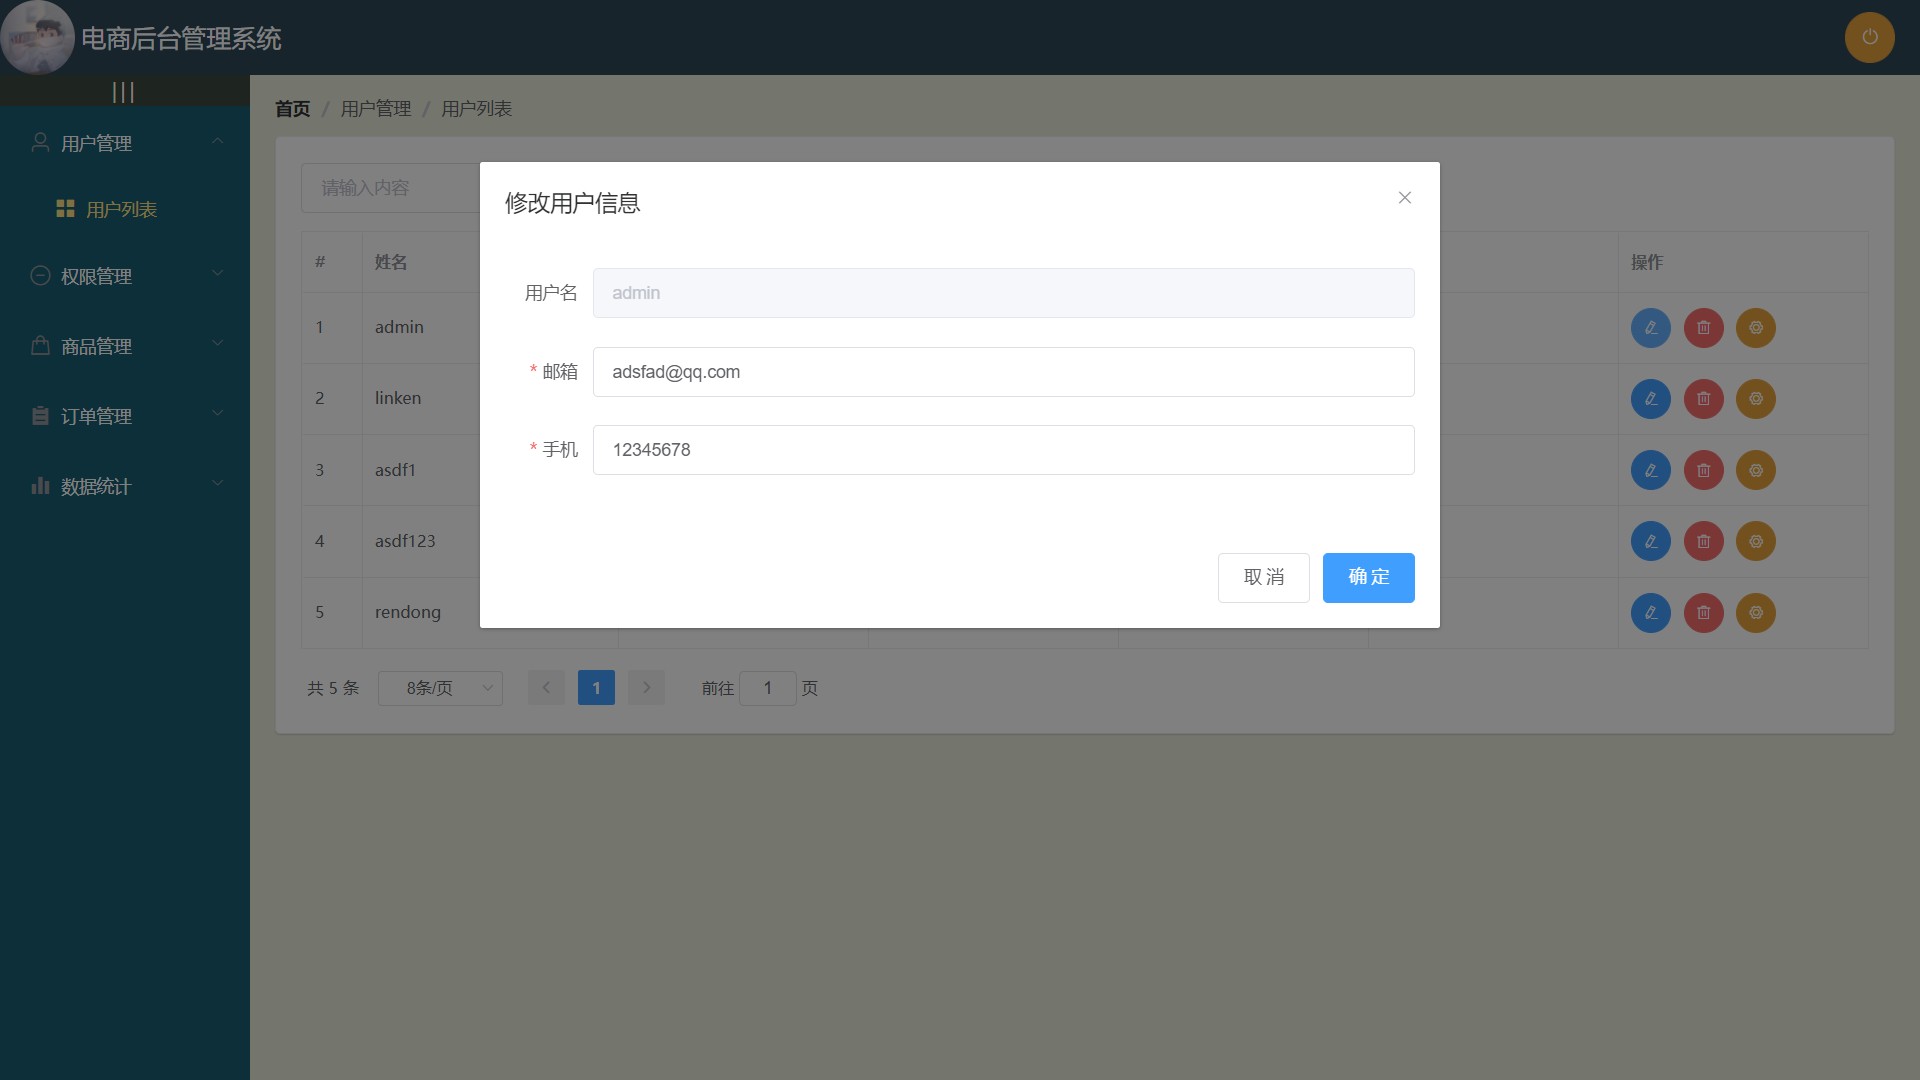 电商后台管理系统
|||
首页 / 用户管理 / 用户列表
用户管理
用户列表
权限管理
商品管理
订单管理
数据统计
请输入内容
# 姓名 操作
1 admin
2 linken
3 asdf1
4 asdf123
5 rendong
修改用户信息
用户名 admin
* 邮箱 adsfad@qq.com
* 手机 12345678
取 消 确 定
共 5 条 8条/页 1 前往 1 页